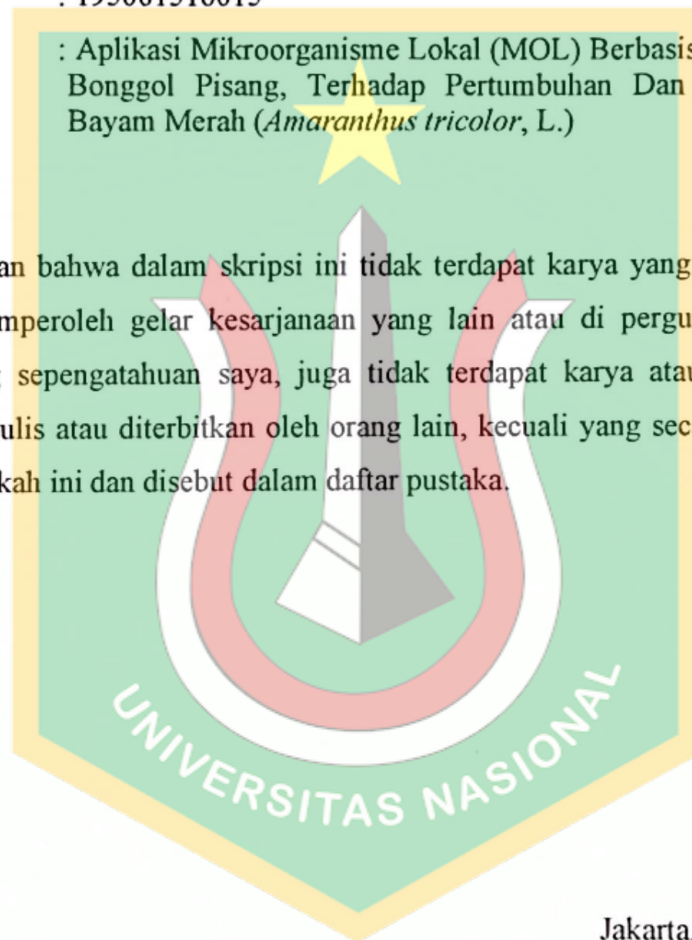 : Aplikasi Mikroorganisme Lokal (MOL) Berbasis
Bonggol Pisang, Terhadap Pertumbuhan Dan
Bayam Merah (Amaranthus tricolor, L.)
an bahwa dalam skripsi ini tidak terdapat karya yang
mperoleh gelar kesarjanaan yang lain atau di pergu
sepengatahuan saya, juga tidak terdapat karya atau
ulis atau diterbitkan oleh orang lain, kecuali yang sec
kah ini dan disebut dalam daftar pustaka.
UNIVERSITAS NASIONAL
Jakarta,